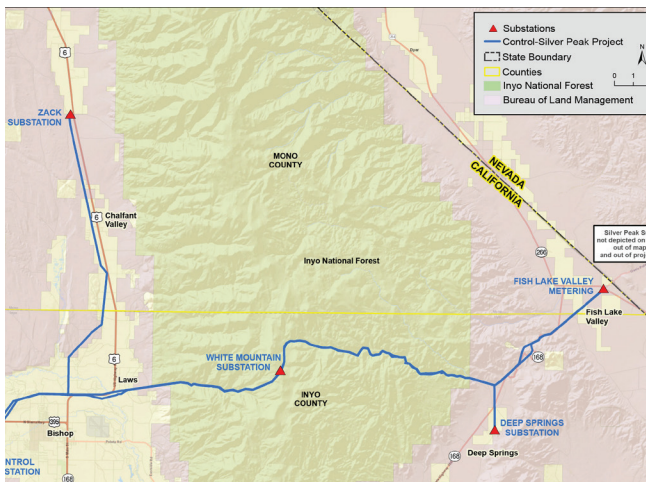 Substations
Control-Silver Peak Project
State Boundary
Counties
Inyo National Forest
Bureau of Land Management
N
0 1
6
Dyer
ZACK
SUBSTATION
MONO
COUNTY
NEVADA
CALIFORNIA
Chalfant
Valley
6
Silver Peak S
not depicted on
out of map
and out of proj
266
Inyo National Forest
FISH LAKE VALLEY
METERING
Fish Lake
Valley
168
6
WHITE MOUNTAIN
SUBSTATION
Laws
INYO
COUNTY
395
Bishop
DEEP SPRINGS
SUBSTATION
Deep Springs
NTROL
STATION
168
168